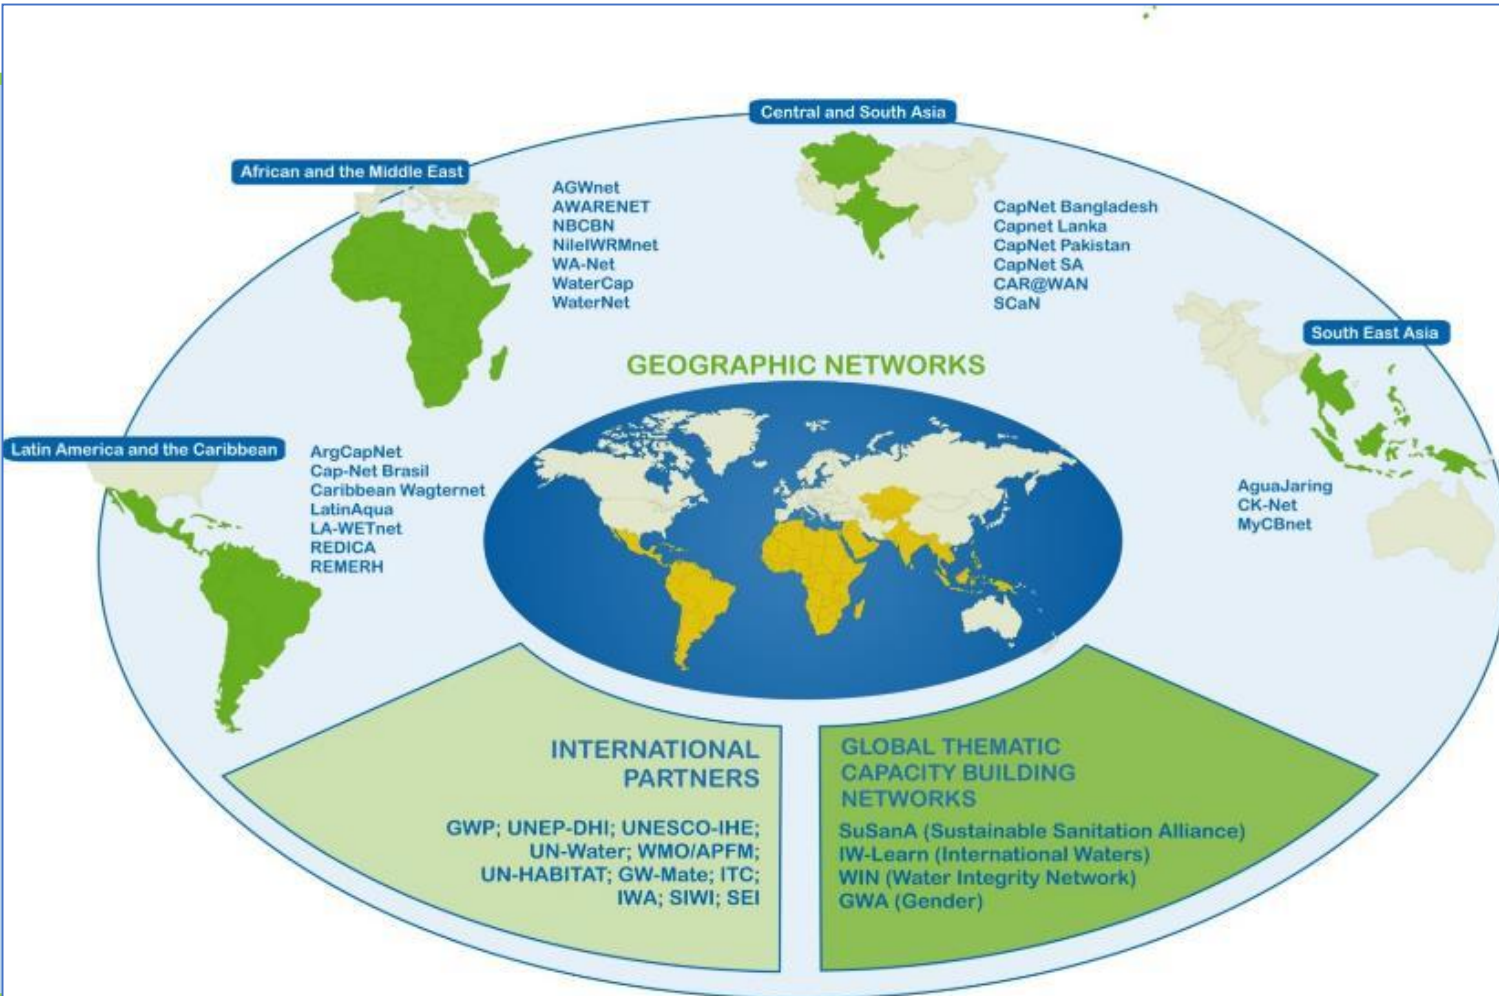 Central and South Asia
African and the Middle East
AGWnet
AWARENET
NBCBN
NileIWRMnet
WA-Net
WaterCap
WaterNet
CapNet Bangladesh
Capnet Lanka
CapNet Pakistan
CapNet SA
CAR@WAN
SCaN
South East Asia
GEOGRAPHIC NETWORKS
Latin America and the Caribbean
ArgCapNet
Cap-Net Brasil
Caribbean Wagternet
LatinAqua
LA-WETnet
REDICA
REMERH
AguaJaring
CK-Net
MyCBnet
INTERNATIONAL
PARTNERS
GWP; UNEP-DHI; UNESCO-IHE;
UN-Water; WMO/APFM;
UN-HABITAT; GW-Mate; ITC;
IWA; SIWI; SEI
GLOBAL THEMATIC
CAPACITY BUILDING
NETWORKS
SuSanA (Sustainable Sanitation Alliance)
IW-Learn (International Waters)
WIN (Water Integrity Network)
GWA (Gender)